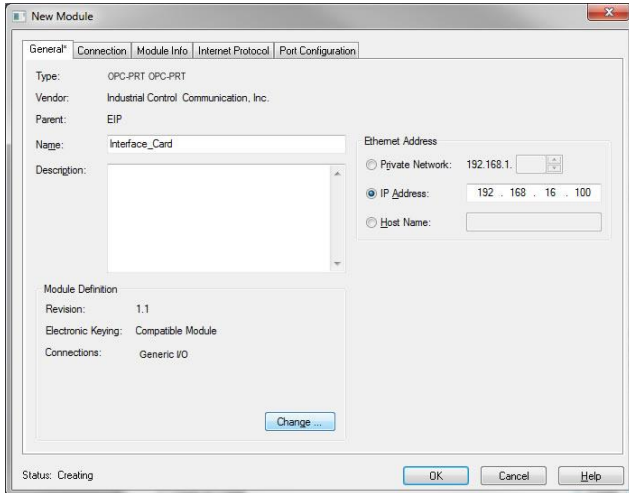 New Module
General* Connection Module Info Internet Protocol Port Configuration
Type: OPC-PRT OPC-PRT
Vendor: Industrial Control Communication, Inc.
Parent: EIP
Name: Interface_Card
Description:
Ethernet Address
Private Network: 192.168.1.
IP Address: 192 . 168 . 16 . 100
Host Name:
Module Definition
Revision: 1.1
Electronic Keying: Compatible Module
Connections: Generic I/O
Change ...
Status: Creating
OK Cancel Help